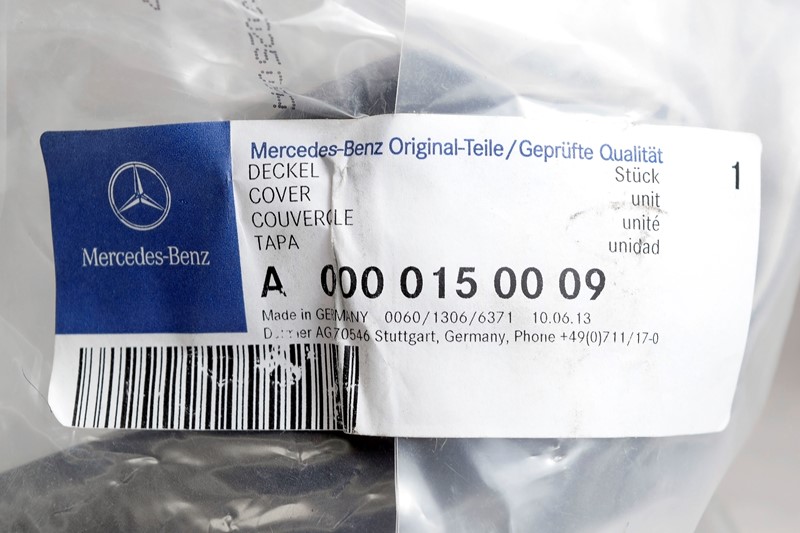 Mercedes-Benz
Mercedes-Benz Original-Teile/Geprüfte Qualität
DECKEL Stück 1
COVER unit
COUVERCLE unité
TAPA unidad
A 000 015 00 09
Made in GERMANY 0060/1306/6371 10.06.13
AG 70546 Stuttgart, Germany, Phone +49(0)711/17-0